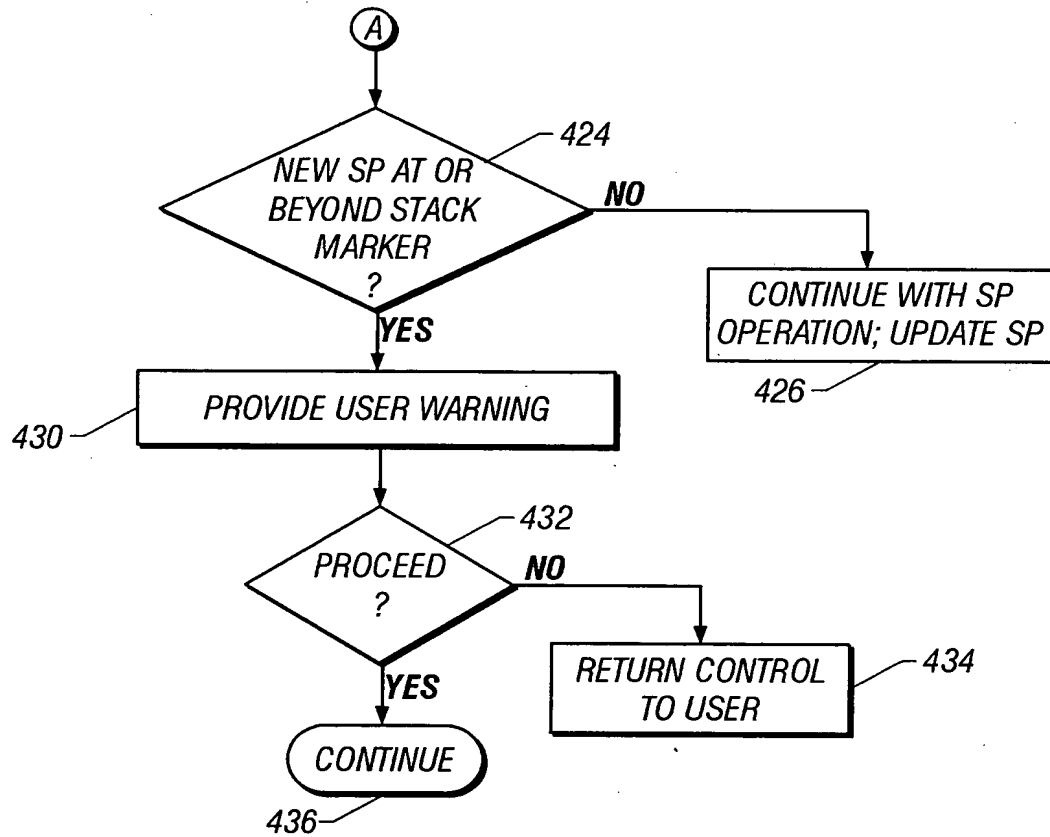 A
424
NEW SP AT OR
BEYOND STACK
MARKER
?
NO
YES
CONTINUE WITH SP
OPERATION; UPDATE SP
426
PROVIDE USER WARNING
430
432
PROCEED
?
NO
YES
RETURN CONTROL
TO USER
434
CONTINUE
436